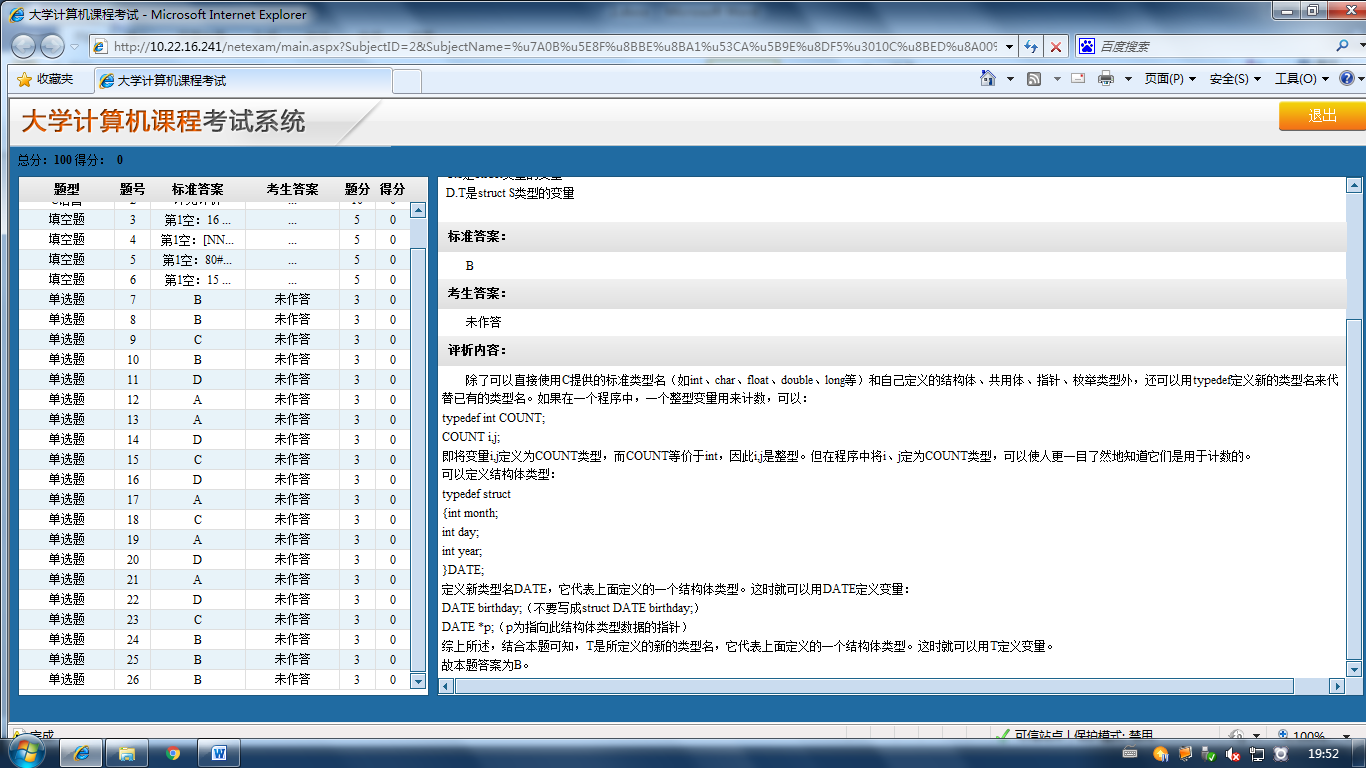 大学计算机课程考试 - Microsoft Internet Explorer
http://10.22.16.241/netexam/main.aspx?SubjectID=2&SubjectName=%u7A0B%u5E8F%u8BBE%u8BA1%u53CA%u5B9E%u8DF5%u3010C%u8BED%u8A009
百度搜索
收藏夹
大学计算机课程考试
页面(P)
安全(S)
工具(O)
大学计算机课程考试系统
退出
总分：100 得分： 0
题型 题号 标准答案 考生答案 题分 得分
填空题 3 第1空：16 ... ... 5 0
填空题 4 第1空：[NN... ... 5 0
填空题 5 第1空：80#... ... 5 0
填空题 6 第1空：15 ... ... 5 0
单选题 7 B 未作答 3 0
单选题 8 B 未作答 3 0
单选题 9 C 未作答 3 0
单选题 10 B 未作答 3 0
单选题 11 D 未作答 3 0
单选题 12 A 未作答 3 0
单选题 13 A 未作答 3 0
单选题 14 D 未作答 3 0
单选题 15 C 未作答 3 0
单选题 16 D 未作答 3 0
单选题 17 A 未作答 3 0
单选题 18 C 未作答 3 0
单选题 19 A 未作答 3 0
单选题 20 D 未作答 3 0
单选题 21 A 未作答 3 0
单选题 22 D 未作答 3 0
单选题 23 C 未作答 3 0
单选题 24 B 未作答 3 0
单选题 25 B 未作答 3 0
单选题 26 B 未作答 3 0
D.T是struct S类型的变量
标准答案：
B
考生答案：
未作答
评析内容：
除了可以直接使用C提供的标准类型名（如int、char、float、double、long等）和自己定义的结构体、共用体、指针、枚举类型外，还可以用typedef定义新的类型名来代
替已有的类型名。如果在一个程序中，一个整型变量用来计数，可以：
typedef int COUNT;
COUNT i,j;
即将变量i,j定义为COUNT类型，而COUNT等价于int，因此i,j是整型。但在程序中将i、j定为COUNT类型，可以使人更一目了然地知道它们是用于计数的。
可以定义结构体类型：
typedef struct
{int month;
int day;
int year;
}DATE;
定义新类型名DATE，它代表上面定义的一个结构体类型。这时就可以用DATE定义变量：
DATE birthday;（不要写成struct DATE birthday;）
DATE *p;（p为指向此结构体类型数据的指针）
综上所述，结合本题可知，T是所定义的新的类型名，它代表上面定义的一个结构体类型。这时就可以用T定义变量。
故本题答案为B。
完成
可信站点 | 保护模式: 禁用
100%
19:52